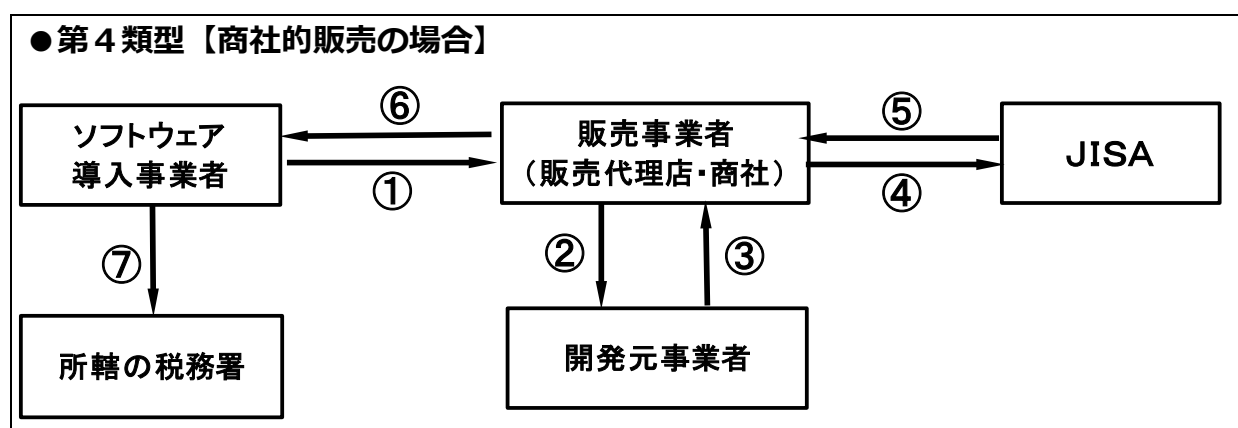 ●第４類型【商社的販売の場合】
⑥
⑤
ソフトウェア
導入事業者
販売事業者
（販売代理店・商社）
ＪＩＳＡ
①
④
⑦
②
③
所轄の税務署
開発元事業者